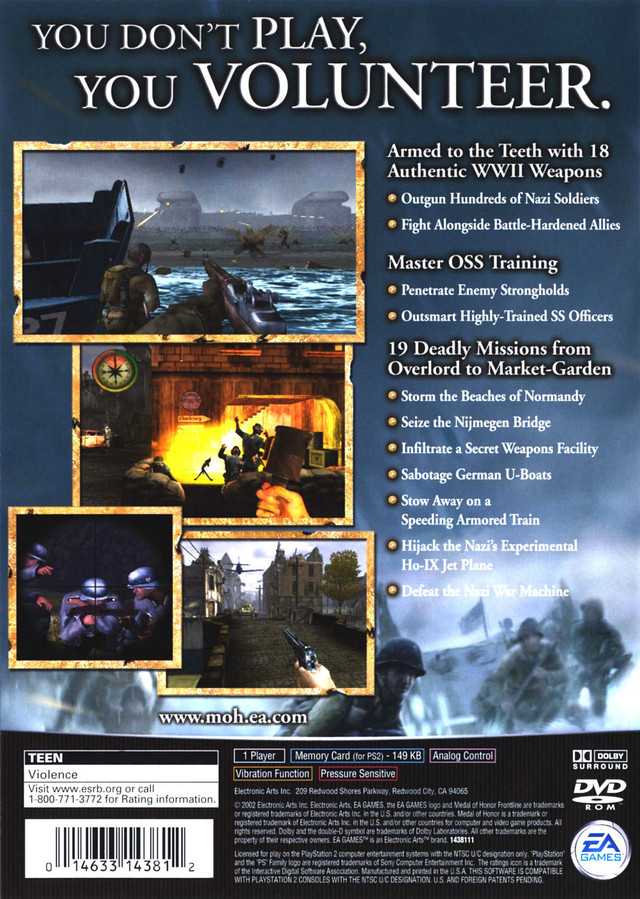 YOU DON'T PLAY,
YOU VOLUNTEER.
Armed to the Teeth with 18
Authentic WWII Weapons
Outgun Hundreds of Nazi Soldiers
Fight Alongside Battle-Hardened Allies
Master OSS Training
Penetrate Enemy Strongholds
Outsmart Highly-Trained SS Officers
19 Deadly Missions from
Overlord to Market-Garden
Storm the Beaches of Normandy
Seize the Nijmegen Bridge
Infiltrate a Secret Weapons Facility
Sabotage German U-Boats
Stow Away on a
Speeding Armored Train
Hijack the Nazi's Experimental
Ho-IX Jet Plane
Defeat the Nazi War Machine
www.moh.ea.com
TEEN
Violence
Visit www.esrb.org or call
1-800-771-3772 for Rating information.
0 14633 14381 2
1 Player
Memory Card (for PS2) - 149 KB
Analog Control
Vibration Function
Pressure Sensitive
Electronic Arts Inc. 209 Redwood Shores Parkway, Redwood City, CA 94065
© 2002 Electronic Arts Inc. Electronic Arts, EA GAMES, the EA GAMES logo and Medal of Honor Frontline are trademarks
or registered trademarks of Electronic Arts Inc. in the U.S. and/or other countries. Medal of Honor is a trademark or
registered trademark of Electronic Arts Inc. in the U.S. and/or other countries for computer and video game products. All
rights reserved. Dolby and the double-D symbol are trademarks of Dolby Laboratories. All other trademarks are the
property of their respective owners. EA GAMES™ is an Electronic Arts™ brand. 1438111
Licensed for play on the PlayStation 2 computer entertainment systems with the NTSC U/C designation only. "PlayStation"
and the "PS" Family logo are registered trademarks of Sony Computer Entertainment Inc. The ratings icon is a trademark
of the Interactive Digital Software Association. Manufactured and printed in the U.S.A. THIS SOFTWARE IS COMPATIBLE
WITH PLAYSTATION 2 CONSOLES WITH THE NTSC U/C DESIGNATION. U.S. AND FOREIGN PATENTS PENDING.
DOLBY
SURROUND
DVD
ROM
EA
GAMES™